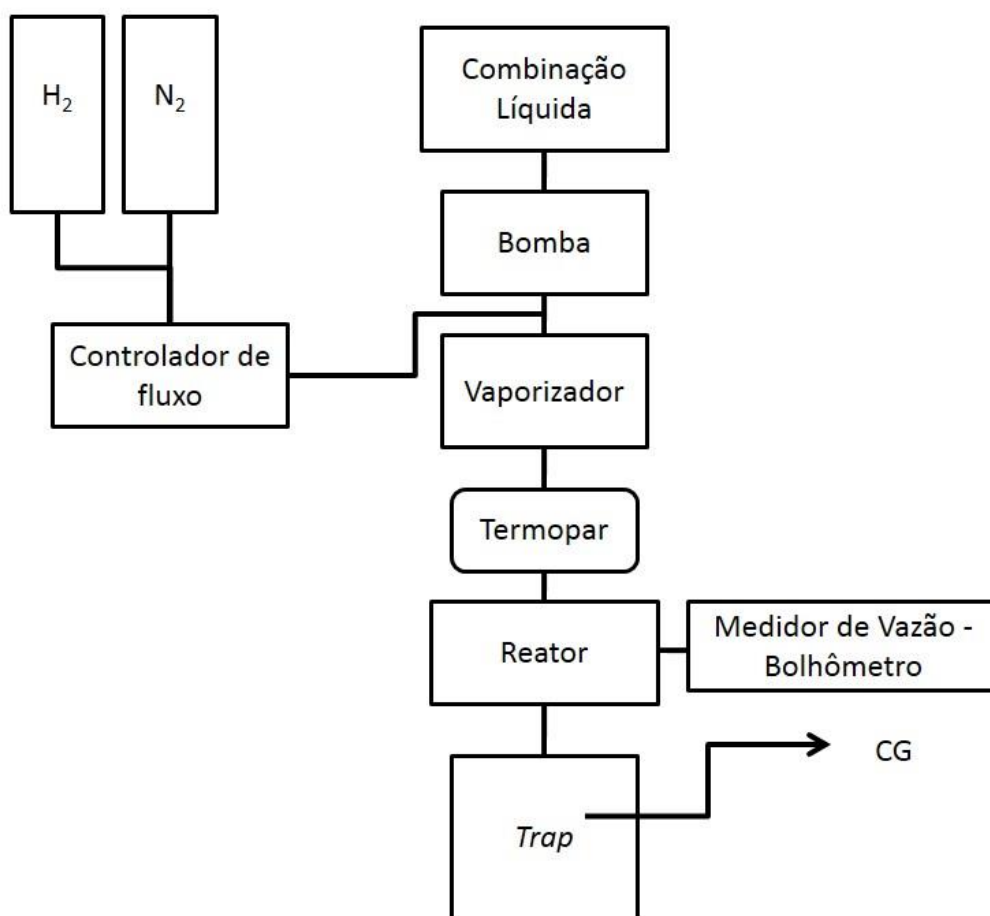 H₂
N₂
Combinação
Líquida
Bomba
Controlador de
fluxo
Vaporizador
Termopar
Reator
Medidor de Vazão -
Bolhômetro
CG
Trap